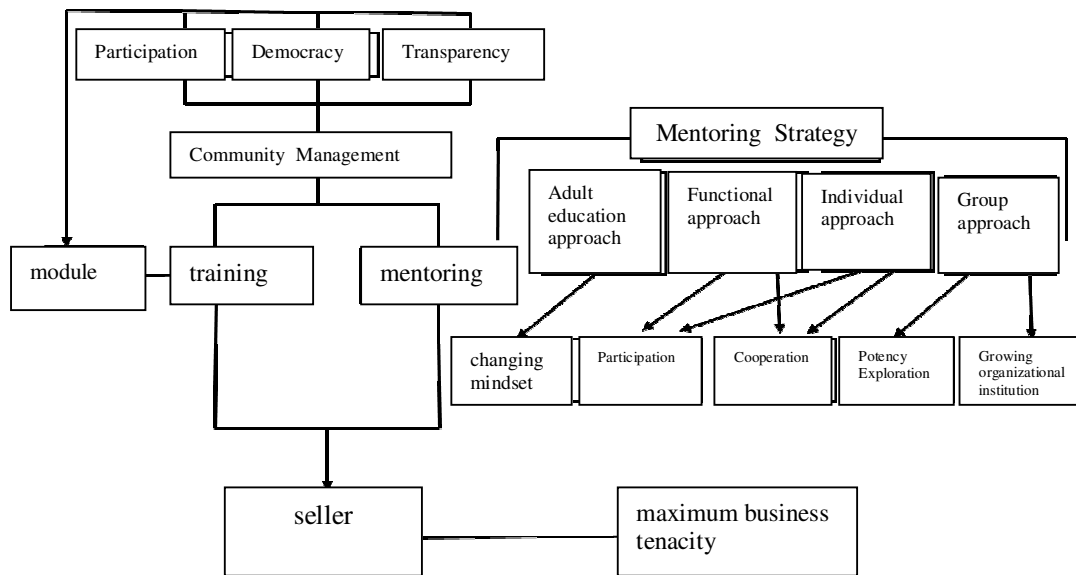 Participation
Democracy
Transparency
Community Management
Mentoring Strategy
Adult
education
approach
Functional
approach
Individual
approach
Group
approach
module
training
mentoring
changing
mindset
Participation
Cooperation
Potency
Exploration
Growing
organizational
institution
seller
maximum business
tenacity